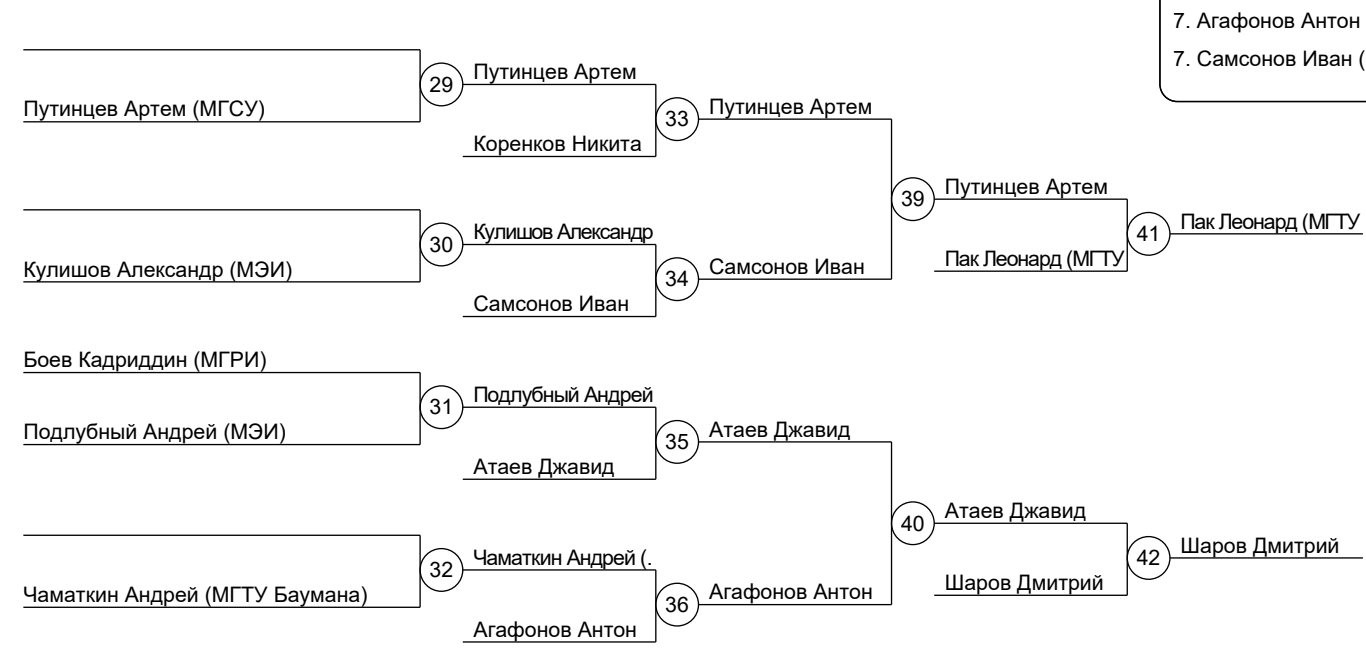 7. Агафонов Антон
7. Самсонов Иван (
29
Путинцев Артем
Путинцев Артем (МГСУ)
33
Путинцев Артем
Коренков Никита
39
Путинцев Артем
30
Кулишов Александр
41
Пак Леонард (МГТУ
Кулишов Александр (МЭИ)
34
Самсонов Иван
Пак Леонард (МГТУ
Самсонов Иван
Боев Кадриддин (МГРИ)
31
Подлубный Андрей
Подлубный Андрей (МЭИ)
35
Атаев Джавид
Атаев Джавид
40
Атаев Джавид
32
Чаматкин Андрей (.
42
Шаров Дмитрий
Чаматкин Андрей (МГТУ Баумана)
36
Агафонов Антон
Шаров Дмитрий
Агафонов Антон